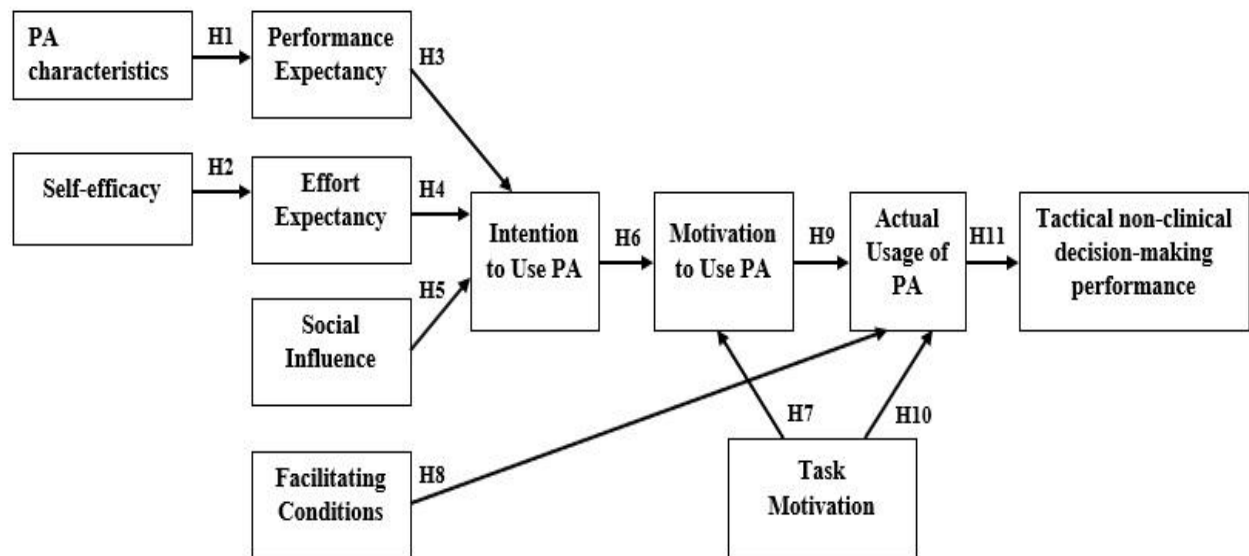 PA
characteristics
H1
Performance
Expectancy
H3
Self-efficacy
H2
Effort
Expectancy
H4
Intention
to Use PA
H6
Motivation
to Use PA
H9
Actual
Usage of
PA
H11
Tactical non-clinical
decision-making
performance
Social
Influence
H5
Facilitating
Conditions
H8
H7
H10
Task
Motivation